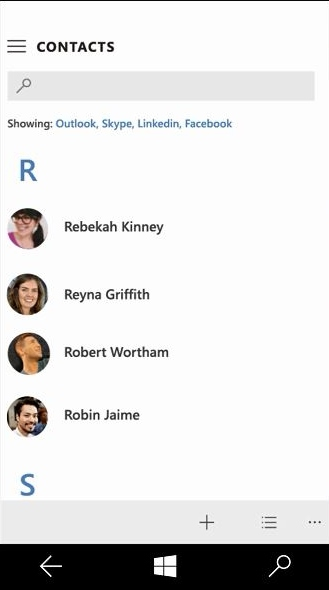 CONTACTS
Showing: Outlook, Skype, Linkedin, Facebook
R
Rebekah Kinney
Reyna Griffith
Robert Wortham
Robin Jaime
S